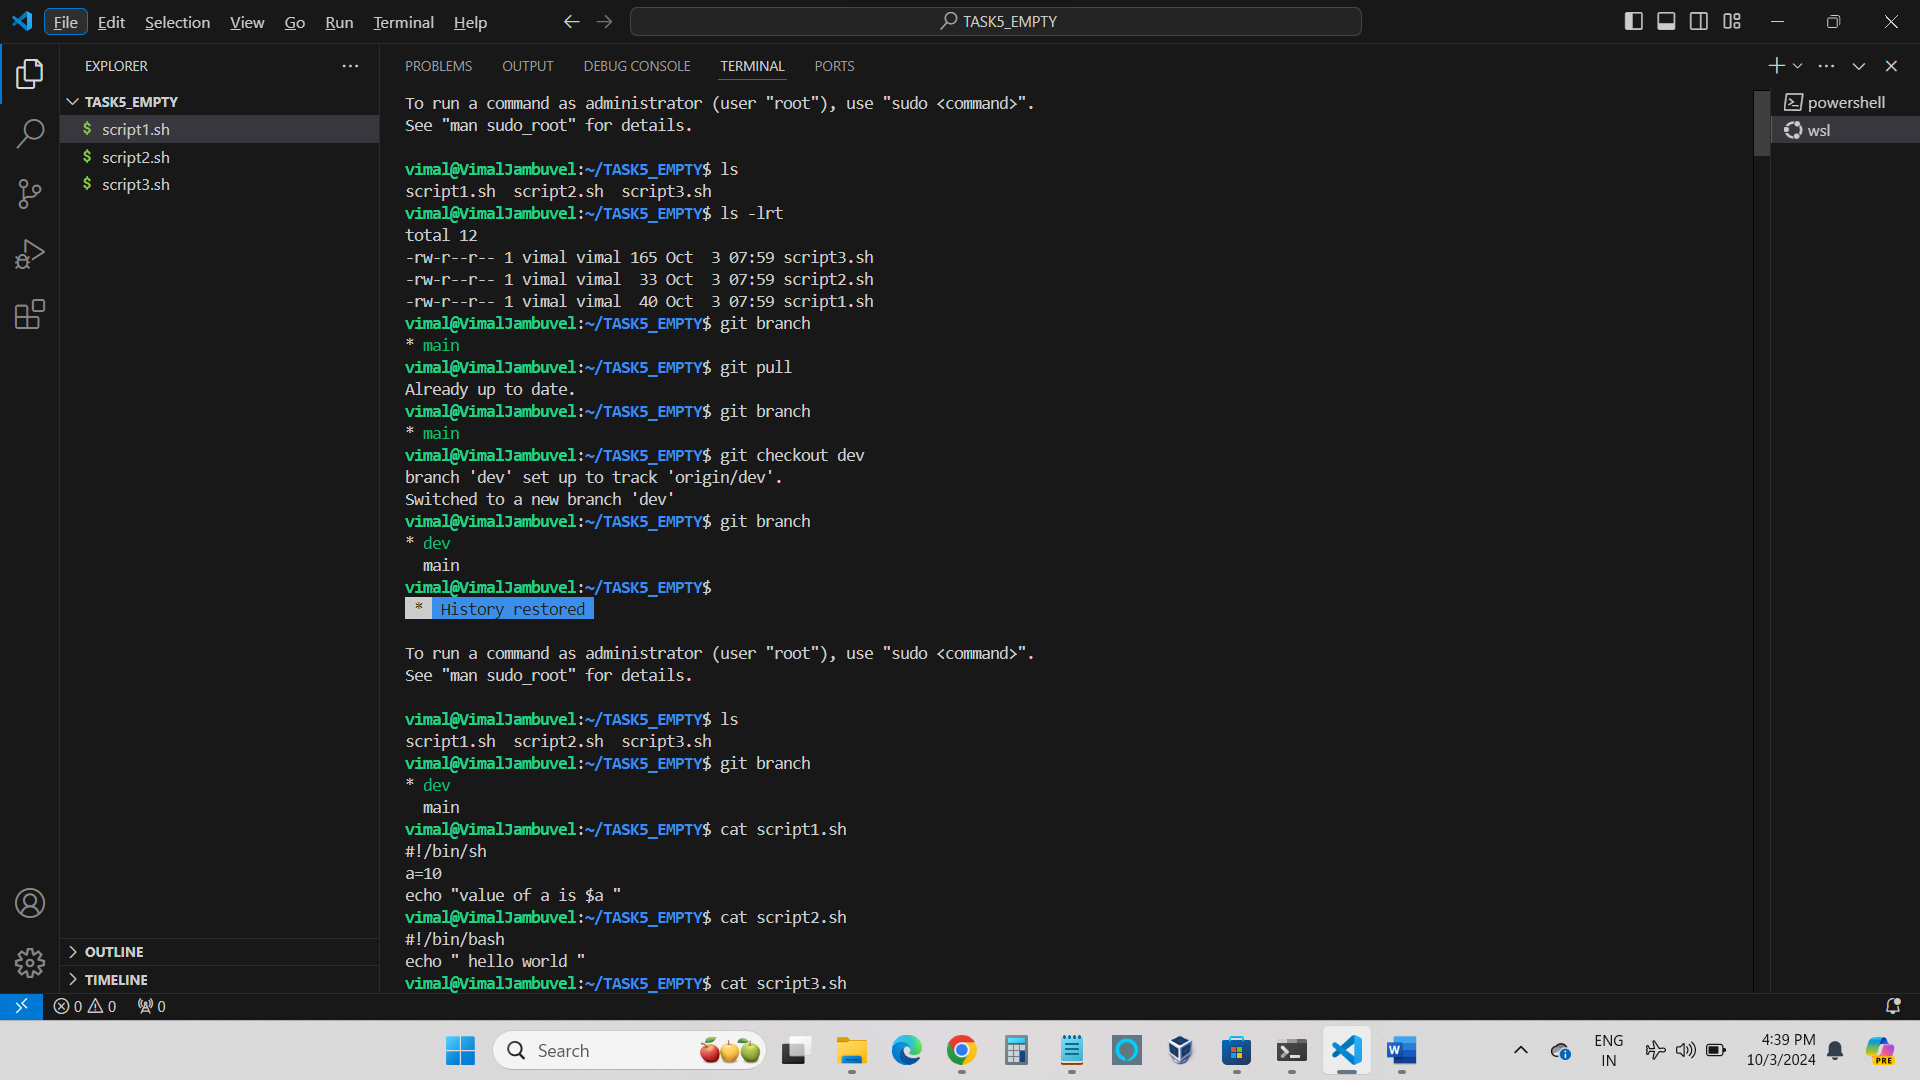 File Edit Selection View Go Run Terminal Help
TASK5_EMPTY
EXPLORER
TASK5_EMPTY
$ script1.sh
$ script2.sh
$ script3.sh
OUTLINE
TIMELINE
PROBLEMS OUTPUT DEBUG CONSOLE TERMINAL PORTS
To run a command as administrator (user "root"), use "sudo <command>".
See "man sudo_root" for details.
vimal@VimalJambuvel:~/TASK5_EMPTY$ ls
script1.sh  script2.sh  script3.sh
vimal@VimalJambuvel:~/TASK5_EMPTY$ ls -lrt
total 12
-rw-r--r-- 1 vimal vimal 165 Oct  3 07:59 script3.sh
-rw-r--r-- 1 vimal vimal  33 Oct  3 07:59 script2.sh
-rw-r--r-- 1 vimal vimal  40 Oct  3 07:59 script1.sh
vimal@VimalJambuvel:~/TASK5_EMPTY$ git branch
* main
vimal@VimalJambuvel:~/TASK5_EMPTY$ git pull
Already up to date.
vimal@VimalJambuvel:~/TASK5_EMPTY$ git branch
* main
vimal@VimalJambuvel:~/TASK5_EMPTY$ git checkout dev
branch 'dev' set up to track 'origin/dev'.
Switched to a new branch 'dev'
vimal@VimalJambuvel:~/TASK5_EMPTY$ git branch
* dev
  main
vimal@VimalJambuvel:~/TASK5_EMPTY$
* History restored
To run a command as administrator (user "root"), use "sudo <command>".
See "man sudo_root" for details.
vimal@VimalJambuvel:~/TASK5_EMPTY$ ls
script1.sh  script2.sh  script3.sh
vimal@VimalJambuvel:~/TASK5_EMPTY$ git branch
* dev
  main
vimal@VimalJambuvel:~/TASK5_EMPTY$ cat script1.sh
#!/bin/sh
a=10
echo "value of a is $a "
vimal@VimalJambuvel:~/TASK5_EMPTY$ cat script2.sh
#!/bin/bash
echo " hello world "
vimal@VimalJambuvel:~/TASK5_EMPTY$ cat script3.sh
powershell
wsl
0 0 0
Search
ENG
IN
4:39 PM
10/3/2024
PRE